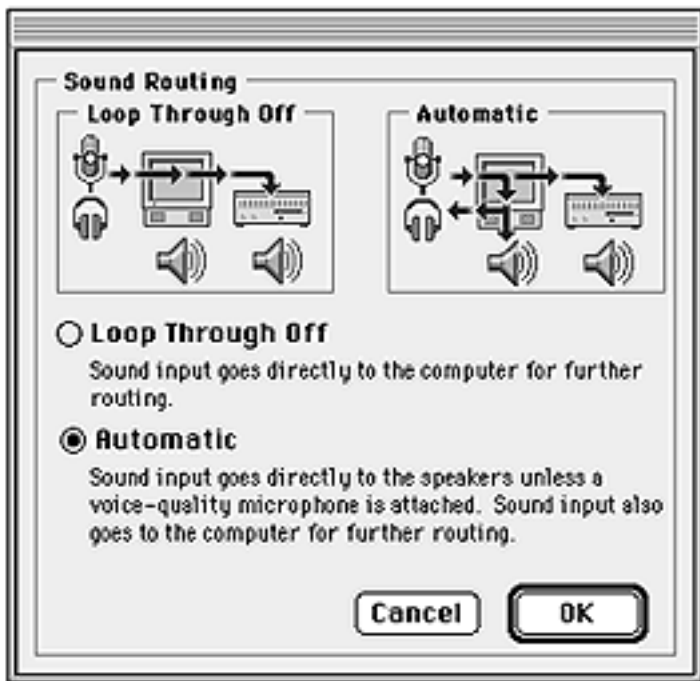 Sound Routing
Loop Through Off
Automatic
Loop Through Off
Sound input goes directly to the computer for further
routing.
Automatic
Sound input goes directly to the speakers unless a
voice-quality microphone is attached. Sound input also
goes to the computer for further routing.
Cancel
OK